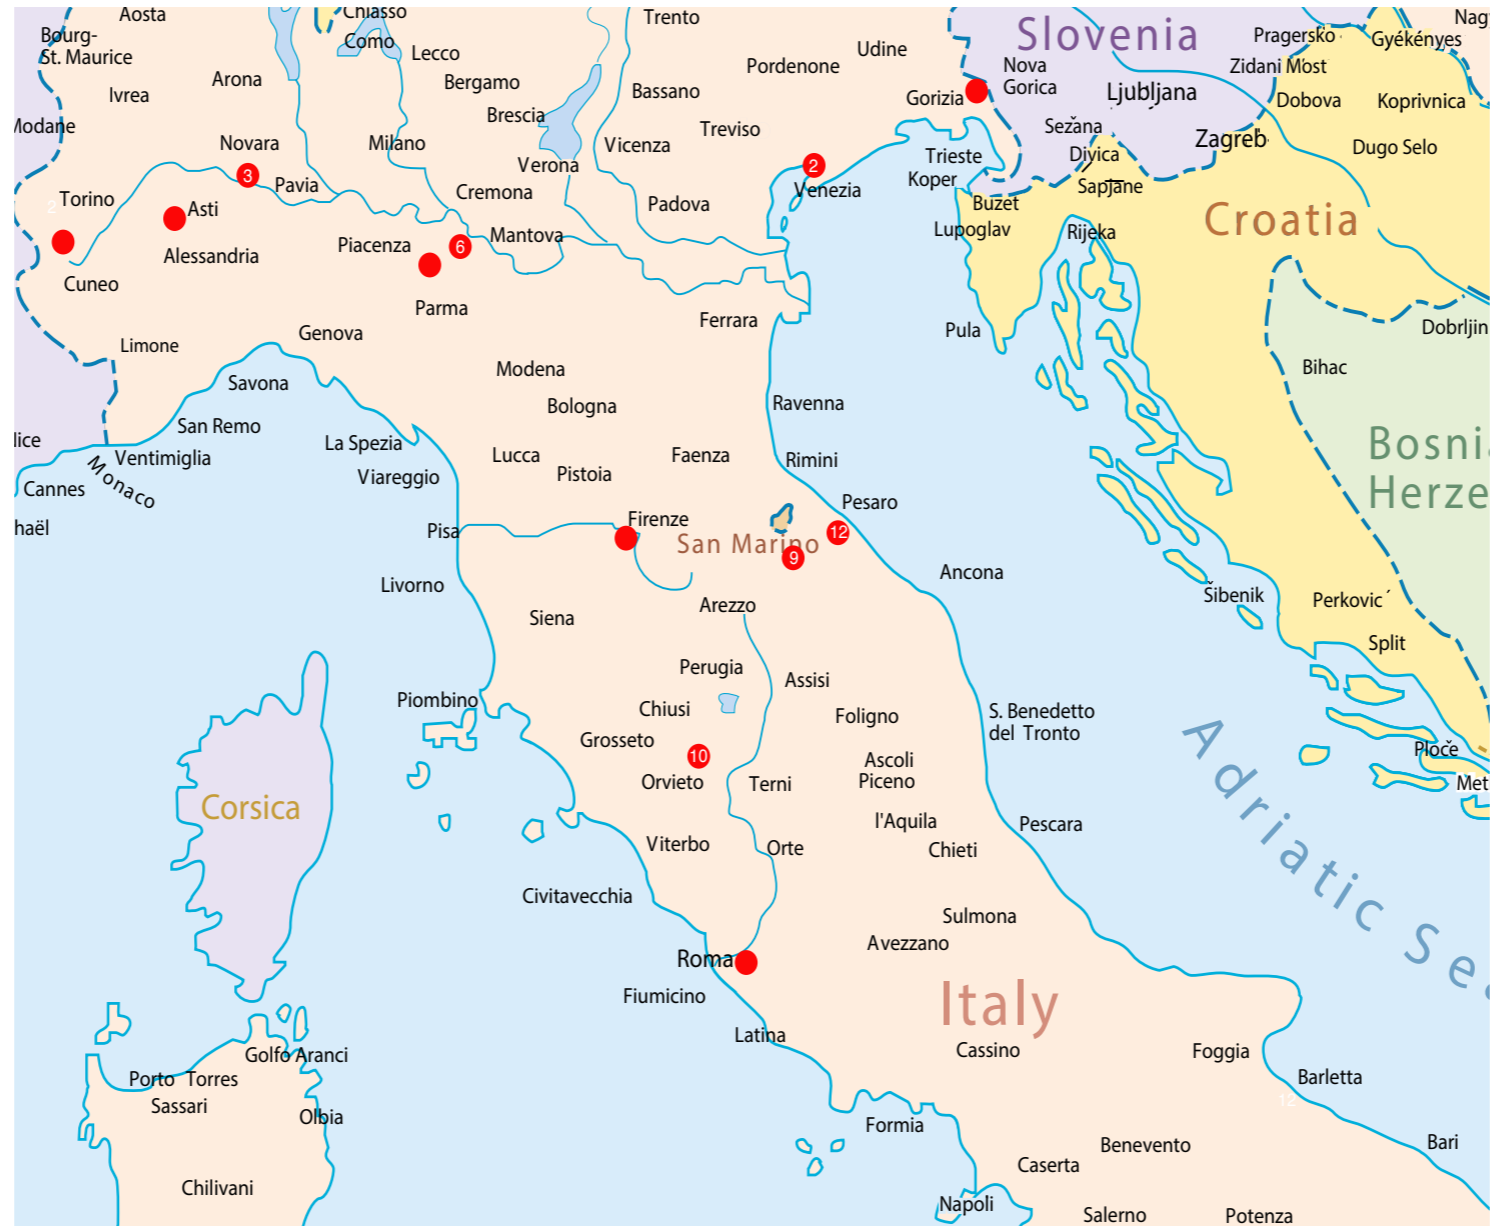 Aosta
Chiasso
Trento
Slovenia
Pragersko
Nag
Bourg-
St. Maurice
Como
Lecco
Udine
Gyékényes
Pordenone
Nova
Gorica
Zidani Most
Arona
Bergamo
Bassano
Gorizia
Ljubljana
Dobova
Koprivnica
Ivrea
Brescia
Modane
Treviso
Sežana
Zagreb
Novara
Milano
Vicenza
Verona
Trieste
Divica
Dugo Selo
3
Pavia
2
Koper
Sapjane
Cremona
Venezia
2
Torino
Asti
Padova
Buzet
Croatia
Piacenza
6
Mantova
Lupoglav
Rijeka
Alessandria
Cuneo
Parma
Ferrara
Pula
Dobrljin
Limone
Genova
Modena
Bihac
Savona
Bologna
Ravenna
San Remo
lice
Ventimiglia
La Spezia
Lucca
Pistoia
Faenza
Rimini
Bosni
Herze
Monaco
Viareggio
Cannes
Pesaro
haël
Pisa
Firenze
San Marino
12
9
Livorno
Ancona
Siena
Arezzo
Šibenik
Perkovic´
Split
Perugia
Assisi
Piombino
Chiusi
Foligno
S. Benedetto
del Tronto
Grosseto
10
Orvieto
Terni
Ascoli
Piceno
Ploče
Met
Adriatic Sea
Corsica
l'Aquila
Pescara
Viterbo
Orte
Chieti
Civitavecchia
Sulmona
Avezzano
Roma
Fiumicino
Italy
Latina
Cassino
Foggia
Golfo Aranci
Porto Torres
Barletta
12
Sassari
Olbia
Formia
Bari
Benevento
Caserta
Chilivani
Napoli
Salerno
Potenza